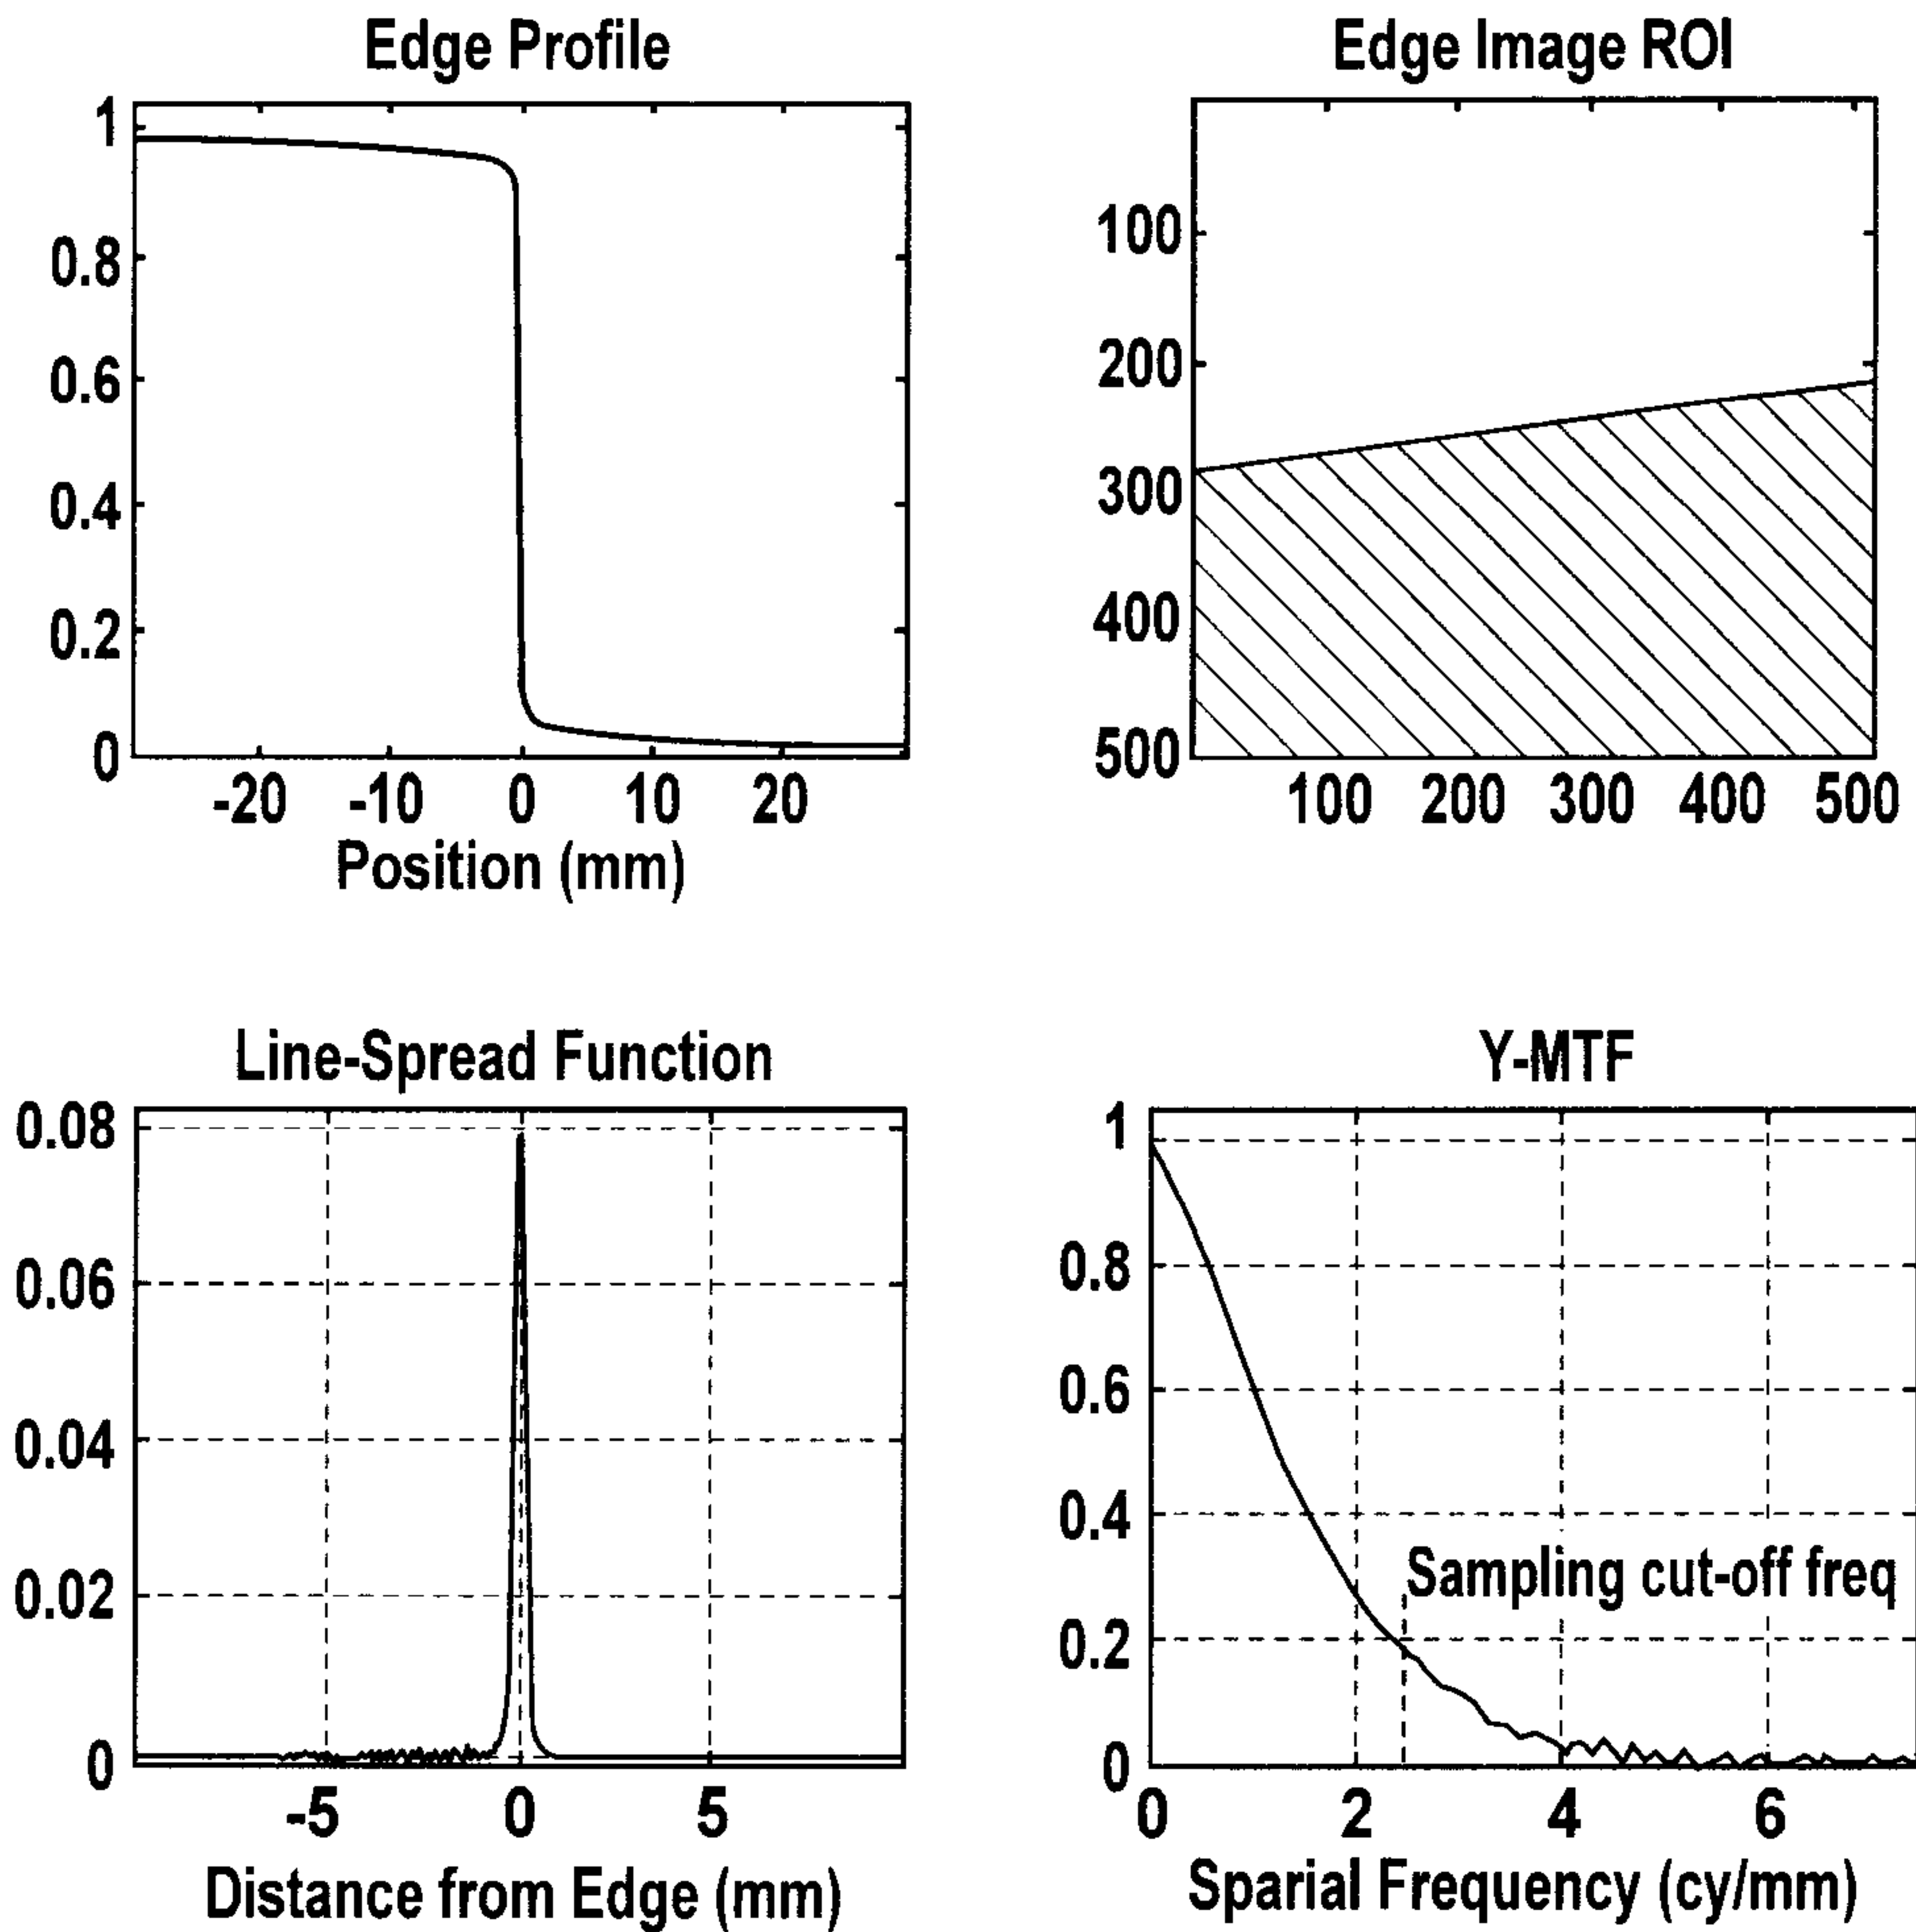 Edge Profile
1
0.8
0.6
0.4
0.2
0
-20 -10 0 10 20
Position (mm)
Edge Image ROI
100
200
300
400
500
100 200 300 400 500
Line-Spread Function
0.08
0.06
0.04
0.02
0
-5 0 5
Distance from Edge (mm)
Y-MTF
1
0.8
0.6
0.4
Sampling cut-off freq
0.2
0
0 2 4 6
Sparial Frequency (cy/mm)